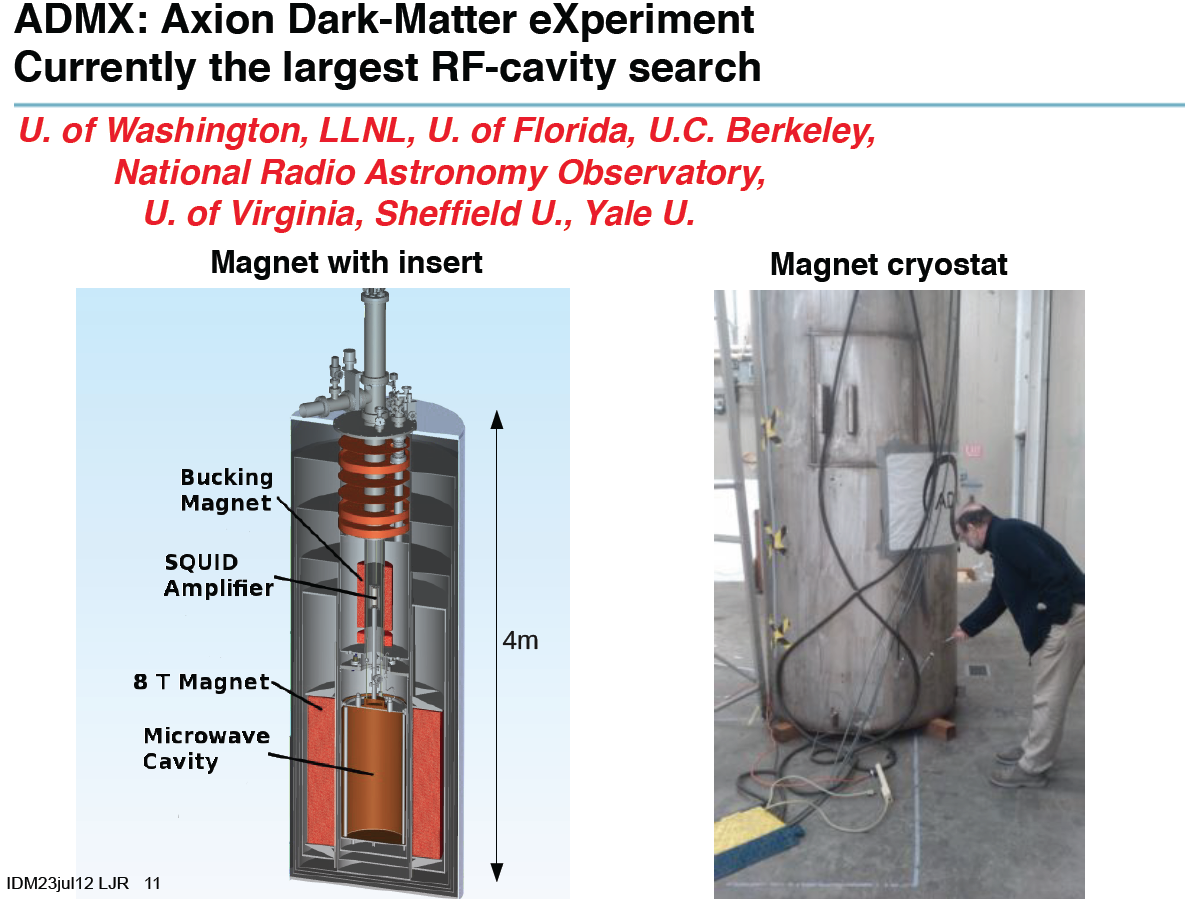 ADMX: Axion Dark-Matter eXperiment
Currently the largest RF-cavity search
U. of Washington, LLNL, U. of Florida, U.C. Berkeley,
National Radio Astronomy Observatory,
U. of Virginia, Sheffield U., Yale U.
Magnet with insert
Magnet cryostat
Bucking
Magnet
SQUID
Amplifier
4m
8 T Magnet
Microwave
Cavity
AD
IDM23jul12 LJR 11